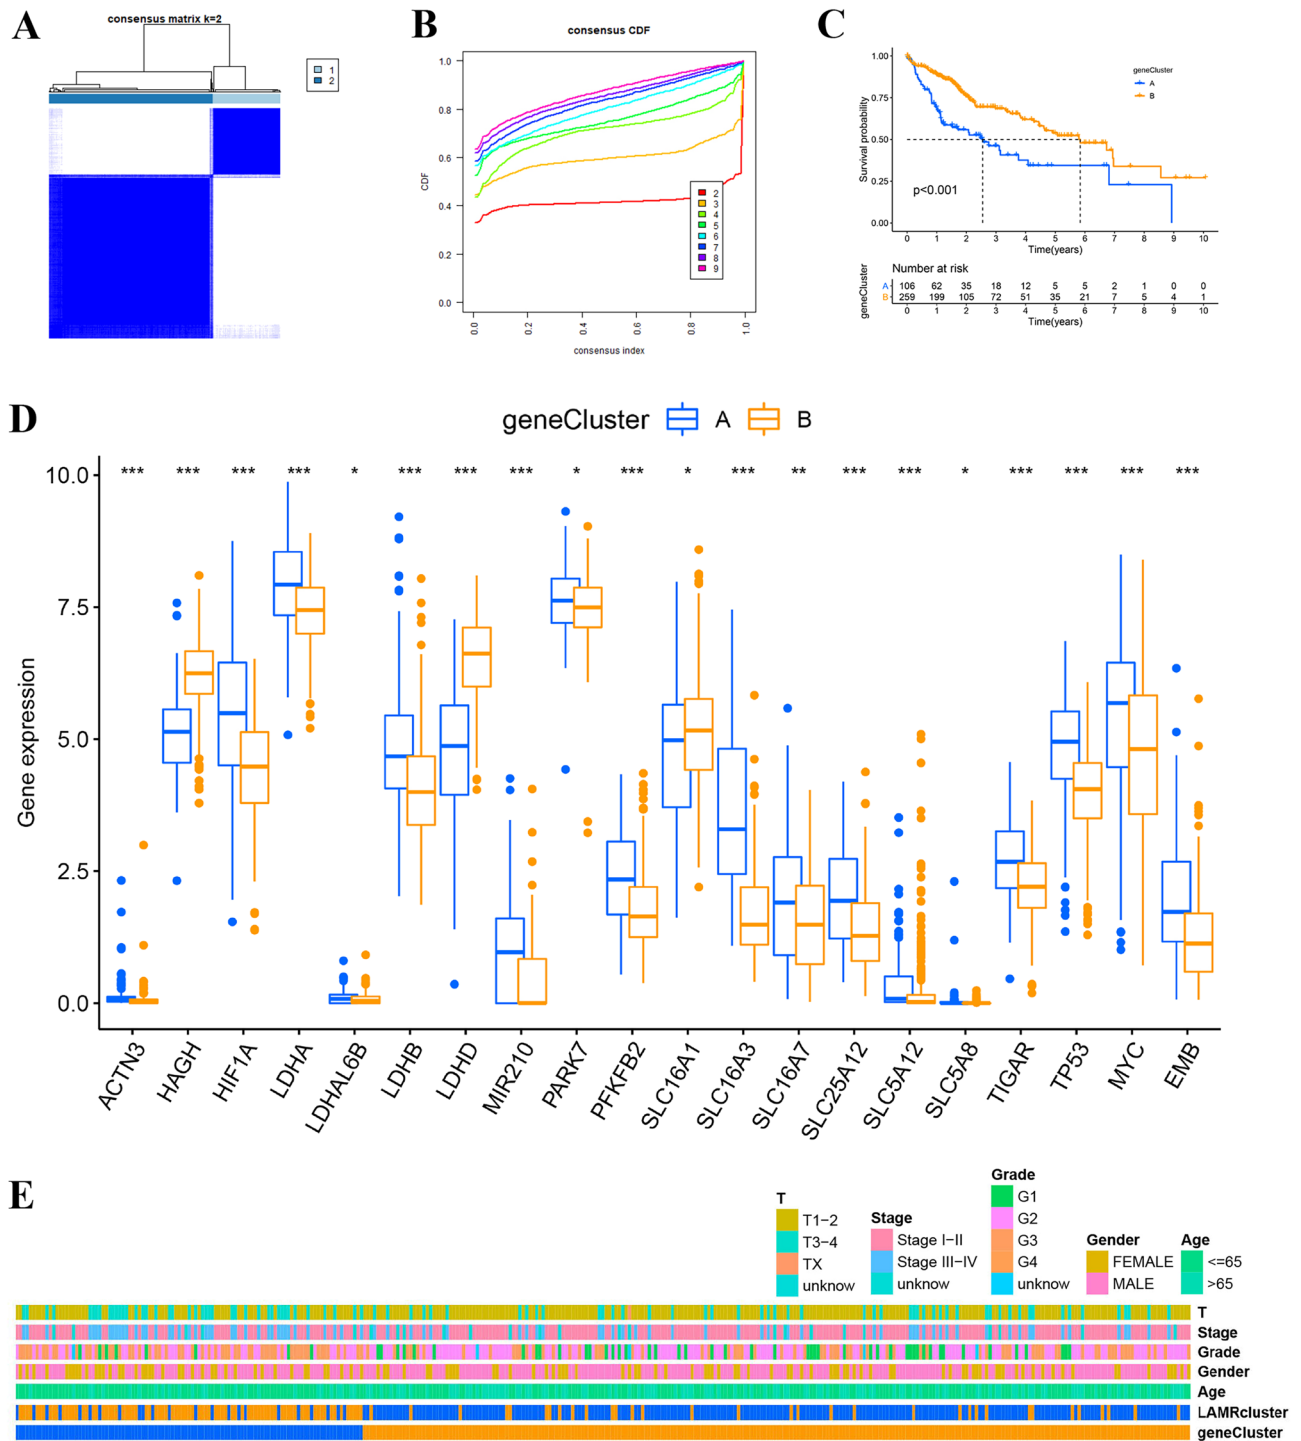 A
consensus matrix k=2
1
2
B
consensus CDF
CDF
1.0
0.8
0.6
0.4
0.2
0.0
2
3
4
5
6
7
8
9
0.0
0.2
0.4
0.6
0.8
1.0
consensus index
C
geneCluster
A
B
Survival probability
1.00
0.75
0.50
0.25
0.00
p<0.001
0 1 2 3 4 5 6 7 8 9 10
Time(years)
Number at risk
geneCluster
A 106 62 35 18 12 5 5 2 1 0 0
B 259 199 105 72 51 35 21 7 5 4 1
0 1 2 3 4 5 6 7 8 9 10
Time(years)
D
geneCluster A B
Gene expression
10.0
7.5
5.0
2.5
0.0
*** *** *** *** * *** *** *** * *** * *** ** *** *** * *** *** *** ***
ACTN3
HAGH
HIF1A
LDHA
LDHAL6B
LDHB
LDHD
MIR210
PARK7
PFKFB2
SLC16A1
SLC16A3
SLC16A7
SLC25A12
SLC5A12
SLC5A8
TIGAR
TP53
MYC
EMB
E
T
T1−2
T3−4
TX
unknow
Stage
Stage I−II
Stage III−IV
unknow
Grade
G1
G2
G3
G4
unknow
Gender
FEMALE
MALE
Age
<=65
>65
T
Stage
Grade
Gender
Age
LAMRcluster
geneCluster